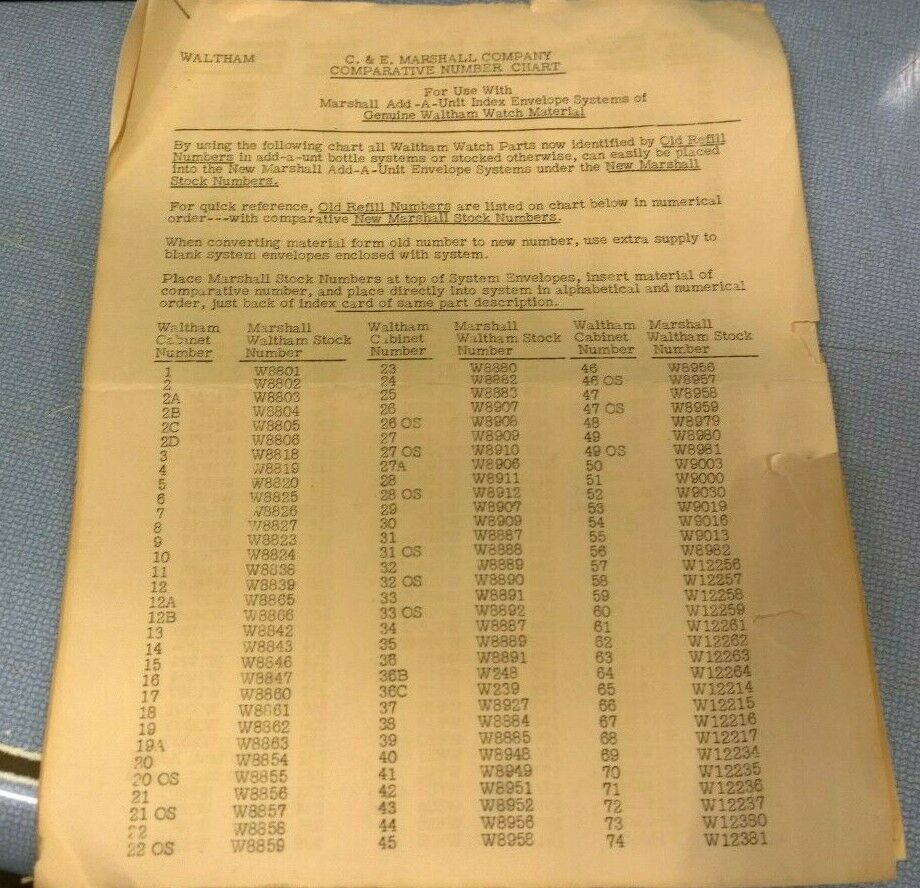 WALTHAM
C. & E. MARSHALL COMPANY
COMPARATIVE NUMBER CHART
For Use With
Marshall Add-A-Unit Index Envelope Systems of
Genuine Waltham Watch Material
By using the following chart all Waltham Watch Parts now identified by Old Refill
Numbers in add-a-unt bottle systems or stocked otherwise, can easily be placed
into the New Marshall Add-A-Unit Envelope Systems under the New Marshall
Stock Numbers.
For quick reference, Old Refill Numbers are listed on chart below in numerical
order---with comparative New Marshall Stock Numbers.
When converting material form old number to new number, use extra supply to
blank system envelopes enclosed with system.
Place Marshall Stock Numbers at top of System Envelopes, insert material of
comparative number, and place directly into system in alphabetical and numerical
order, just back of index card of same part description.
Waltham Marshall Waltham Marshall Waltham Marshall
Cabinet Waltham Stock Cabinet Waltham Stock Cabinet Waltham Stock
Number Number Number Number Number Number
1 W8801 23 W8880 46 W8956
2 W8802 24 W8882 46 OS W8957
2A W8803 25 W8883 47 W8958
2B W8804 26 W8907 47 OS W8959
2C W8805 26 OS W8908 48 W8979
2D W8806 27 W8909 49 W8980
3 W8818 27 OS W8910 49 OS W8981
4 W8819 27A W8906 50 W9003
5 W8820 28 W8911 51 W9000
6 W8825 28 OS W8912 52 W9030
7 W8826 29 W8907 53 W9019
8 W8827 30 W8909 54 W9016
9 W8823 31 W8887 55 W9013
10 W8824 31 OS W8888 56 W8982
11 W8838 32 W8889 57 W12256
12 W8839 32 OS W8890 58 W12257
12A W8865 33 W8891 59 W12258
12B W8866 33 OS W8892 60 W12259
13 W8842 34 W8887 61 W12261
14 W8843 35 W8889 62 W12262
15 W8846 36 W8891 63 W12263
16 W8847 36B W248 64 W12264
17 W8860 36C W239 65 W12214
18 W8861 37 W8927 66 W12215
19 W8862 38 W8884 67 W12216
19A W8863 39 W8885 68 W12217
20 W8854 40 W8948 69 W12234
20 OS W8855 41 W8949 70 W12235
21 W8856 42 W8951 71 W12236
21 OS W8857 43 W8952 72 W12237
22 W8858 44 W8956 73 W12380
22 OS W8859 45 W8958 74 W12381